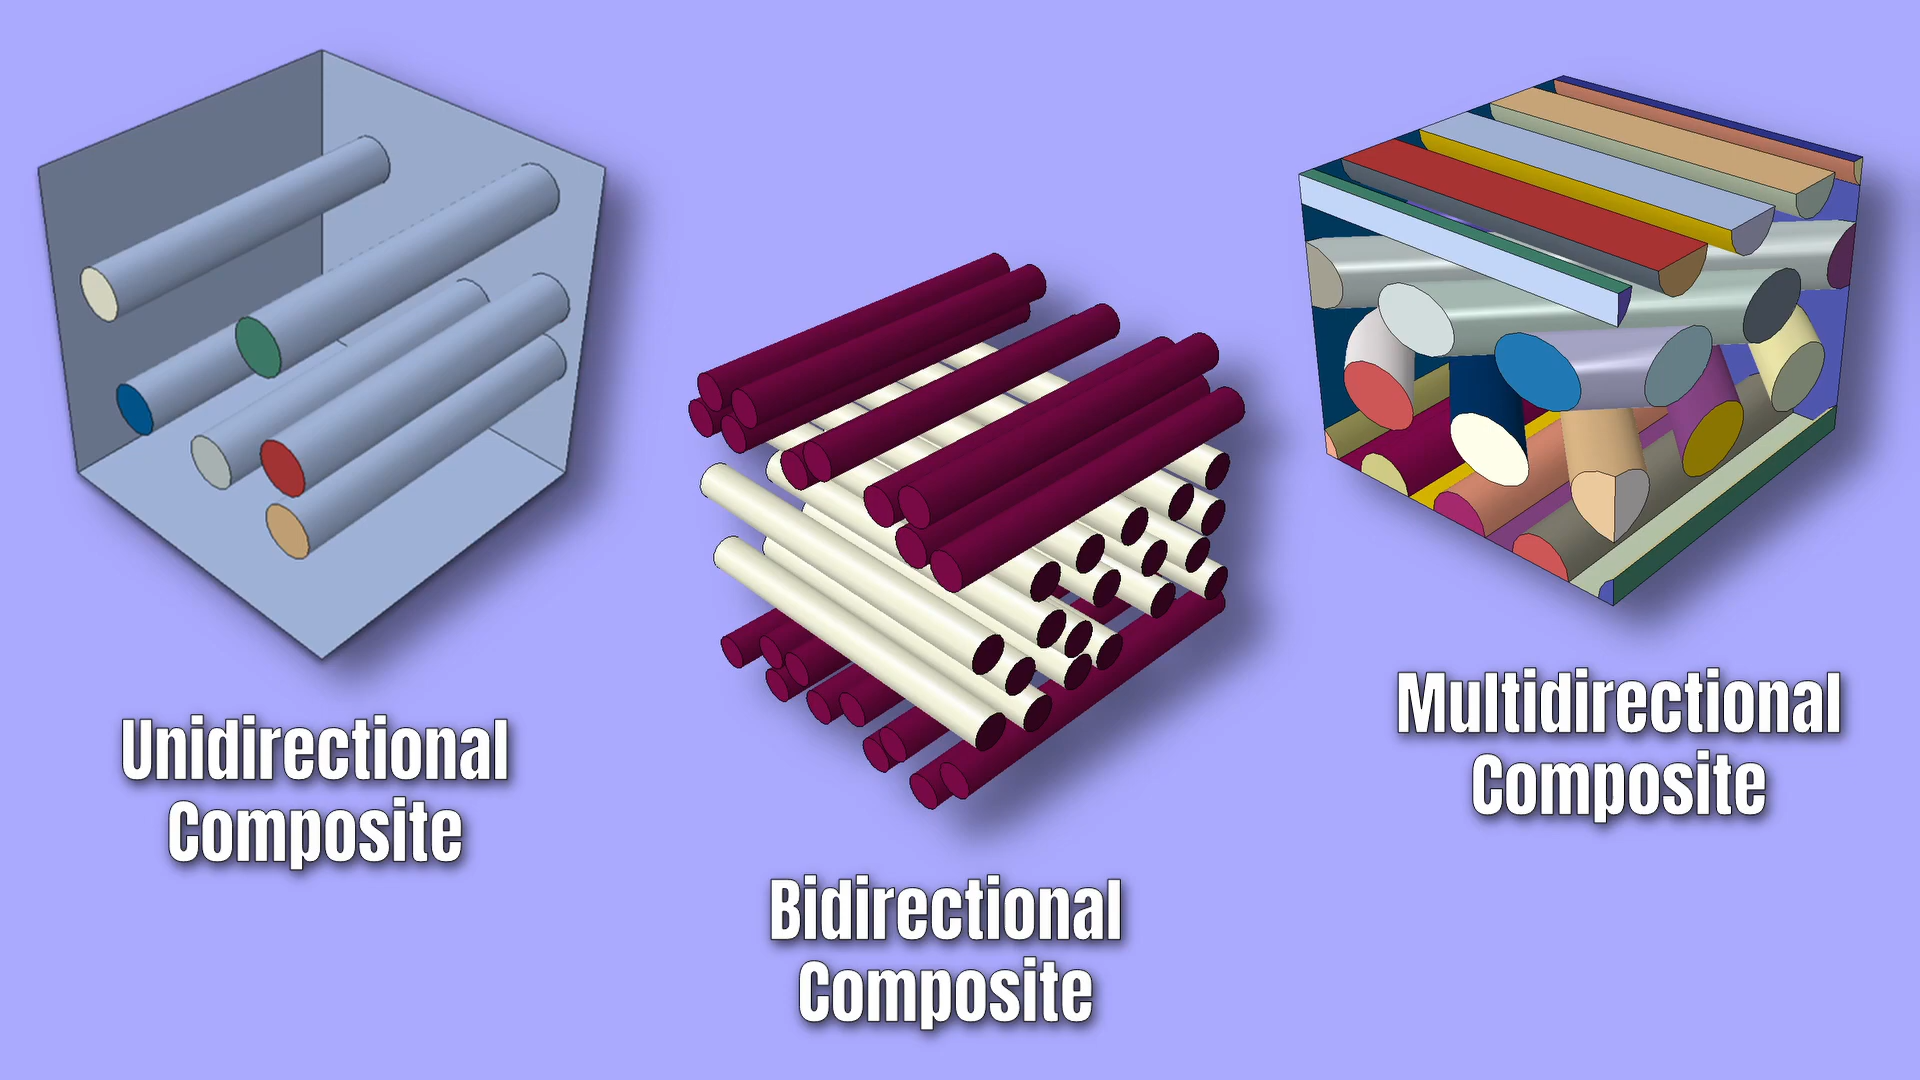 Unidirectional
Composite
Bidirectional
Composite
Multidirectional
Composite